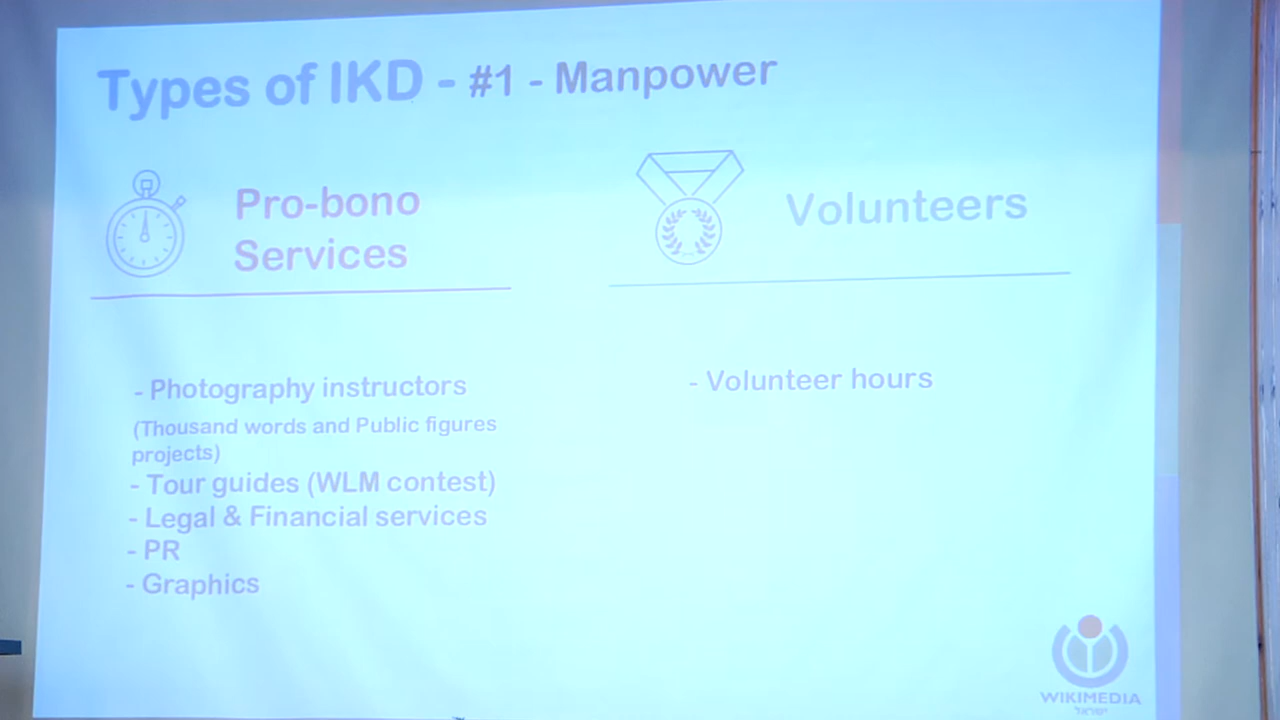 Types of IKD - #1 - Manpower
Pro-bono
Services
- Photography instructors
(Thousand words and Public figures
projects)
- Tour guides (WLM contest)
- Legal & Financial services
- PR
- Graphics
Volunteers
- Volunteer hours
WIKIMEDIA
ישראל